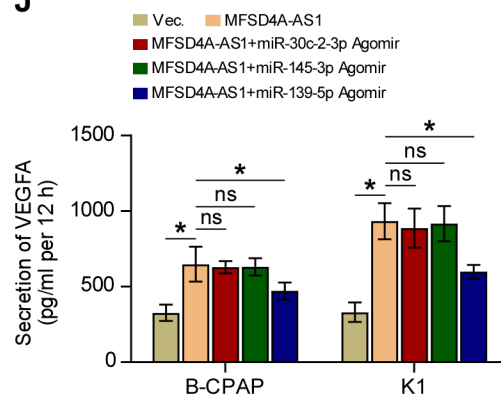 J
Vec. MFSD4A-AS1
MFSD4A-AS1+miR-30c-2-3p Agomir
MFSD4A-AS1+miR-145-3p Agomir
MFSD4A-AS1+miR-139-5p Agomir
Secretion of VEGFA
(pg/ml per 12 h)
1500
1000
500
0
* ns ns *
* ns ns *
B-CPAP K1